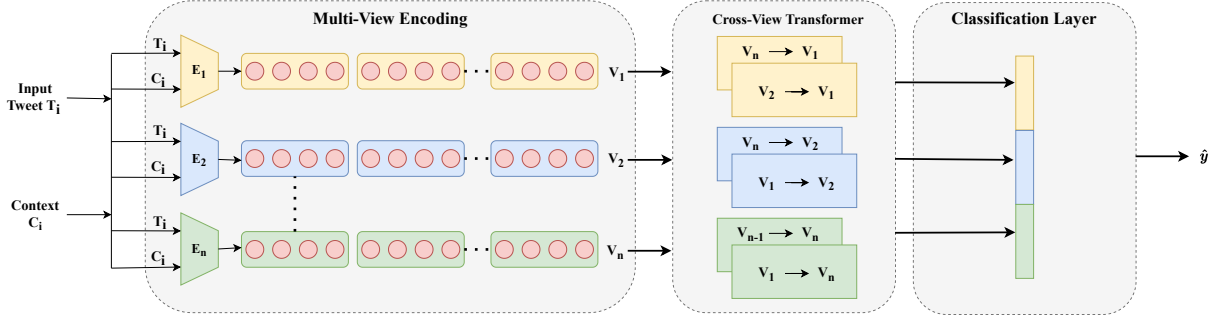 Multi-View Encoding
Cross-View Transformer
Classification Layer
Input
Tweet Ti
Context
Ci
Ti
Ci
E1
V1
Ti
Ci
E2
V2
Ti
Ci
En
Vn
Vn → V1
V2 → V1
Vn → V2
V1 → V2
Vn-1 → Vn
V1 → Vn
ŷ